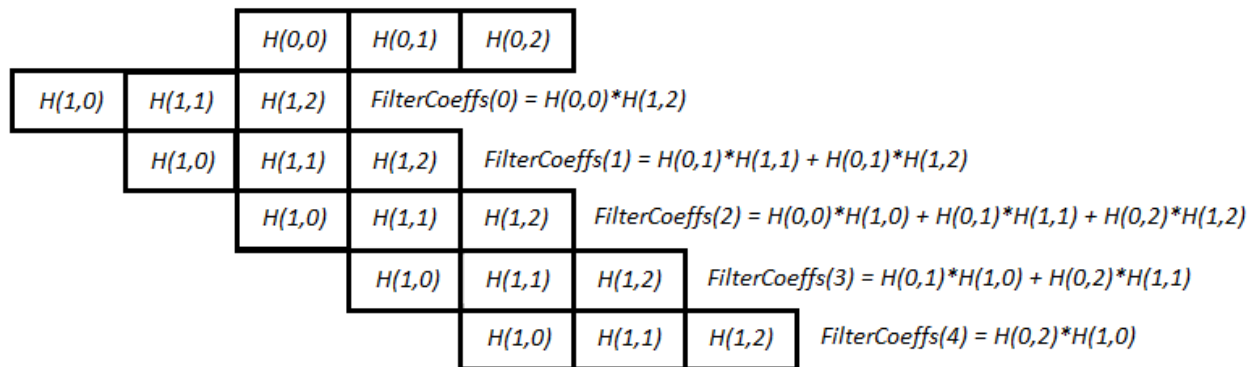 H(0,0) H(0,1) H(0,2)
H(1,0) H(1,1) H(1,2) FilterCoeffs(0) = H(0,0)*H(1,2)
H(1,0) H(1,1) H(1,2) FilterCoeffs(1) = H(0,1)*H(1,1) + H(0,1)*H(1,2)
H(1,0) H(1,1) H(1,2) FilterCoeffs(2) = H(0,0)*H(1,0) + H(0,1)*H(1,1) + H(0,2)*H(1,2)
H(1,0) H(1,1) H(1,2) FilterCoeffs(3) = H(0,1)*H(1,0) + H(0,2)*H(1,1)
H(1,0) H(1,1) H(1,2) FilterCoeffs(4) = H(0,2)*H(1,0)